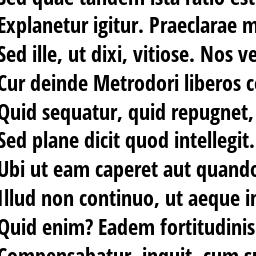 Sed quae tandem ista ratio est
Explanetur igitur. Praeclarae m
Sed ille, ut dixi, vitiose. Nos ve
Cur deinde Metrodori liberos c
Quid sequatur, quid repugnet,
Sed plane dicit quod intellegit.
Ubi ut eam caperet aut quando
Illud non continuo, ut aeque in
Quid enim? Eadem fortitudinis
Compensabatur, inquit, cum s